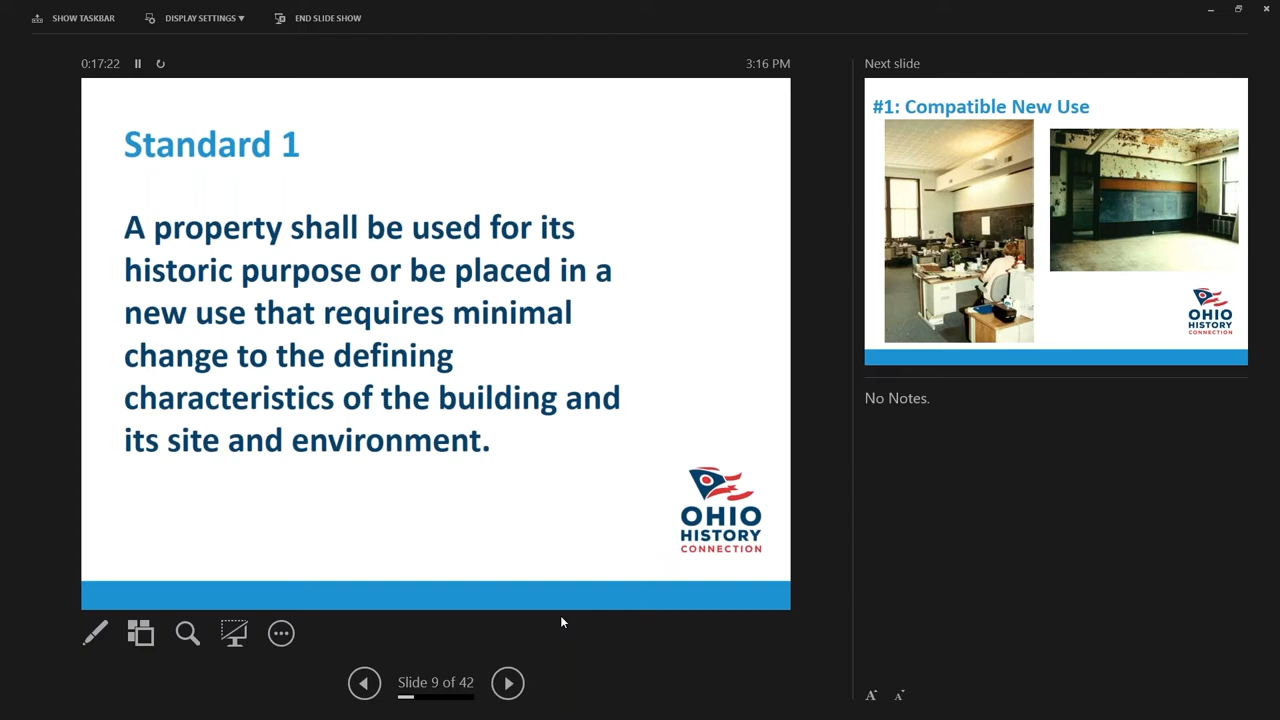 SHOW TASKBAR DISPLAY SETTINGS ▾ END SLIDE SHOW
0:17:22 3:16 PM
Standard 1
A property shall be used for its
historic purpose or be placed in a
new use that requires minimal
change to the defining
characteristics of the building and
its site and environment.
OHIO
HISTORY
CONNECTION
Slide 9 of 42
Next slide
#1: Compatible New Use
OHIO
HISTORY
CONNECTION
No Notes.
A A